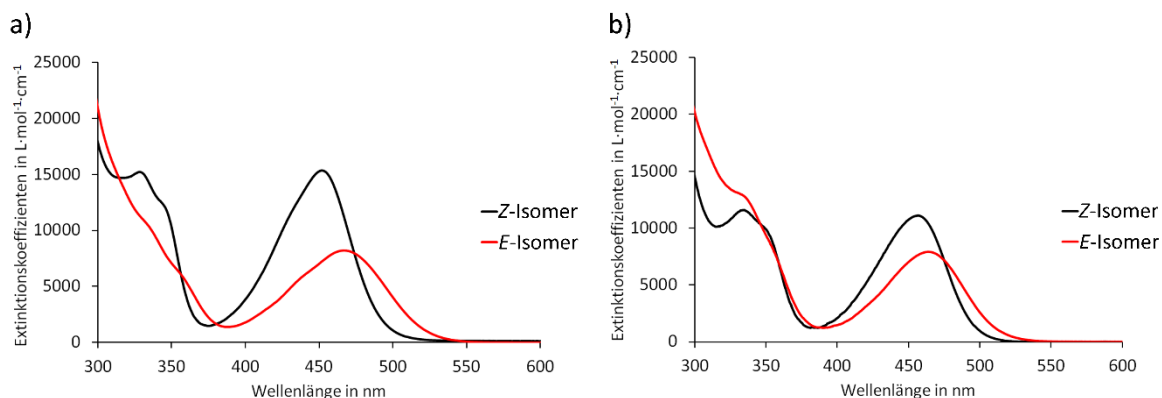 a)
Extinktionskoeffizienten in L·mol⁻¹·cm⁻¹
25000
20000
15000
10000
5000
0
300
350
400
450
500
550
600
Wellenlänge in nm
Z-Isomer
E-Isomer
b)
Extinktionskoeffizienten in L·mol⁻¹·cm⁻¹
25000
20000
15000
10000
5000
0
300
350
400
450
500
550
600
Wellenlänge in nm
Z-Isomer
E-Isomer